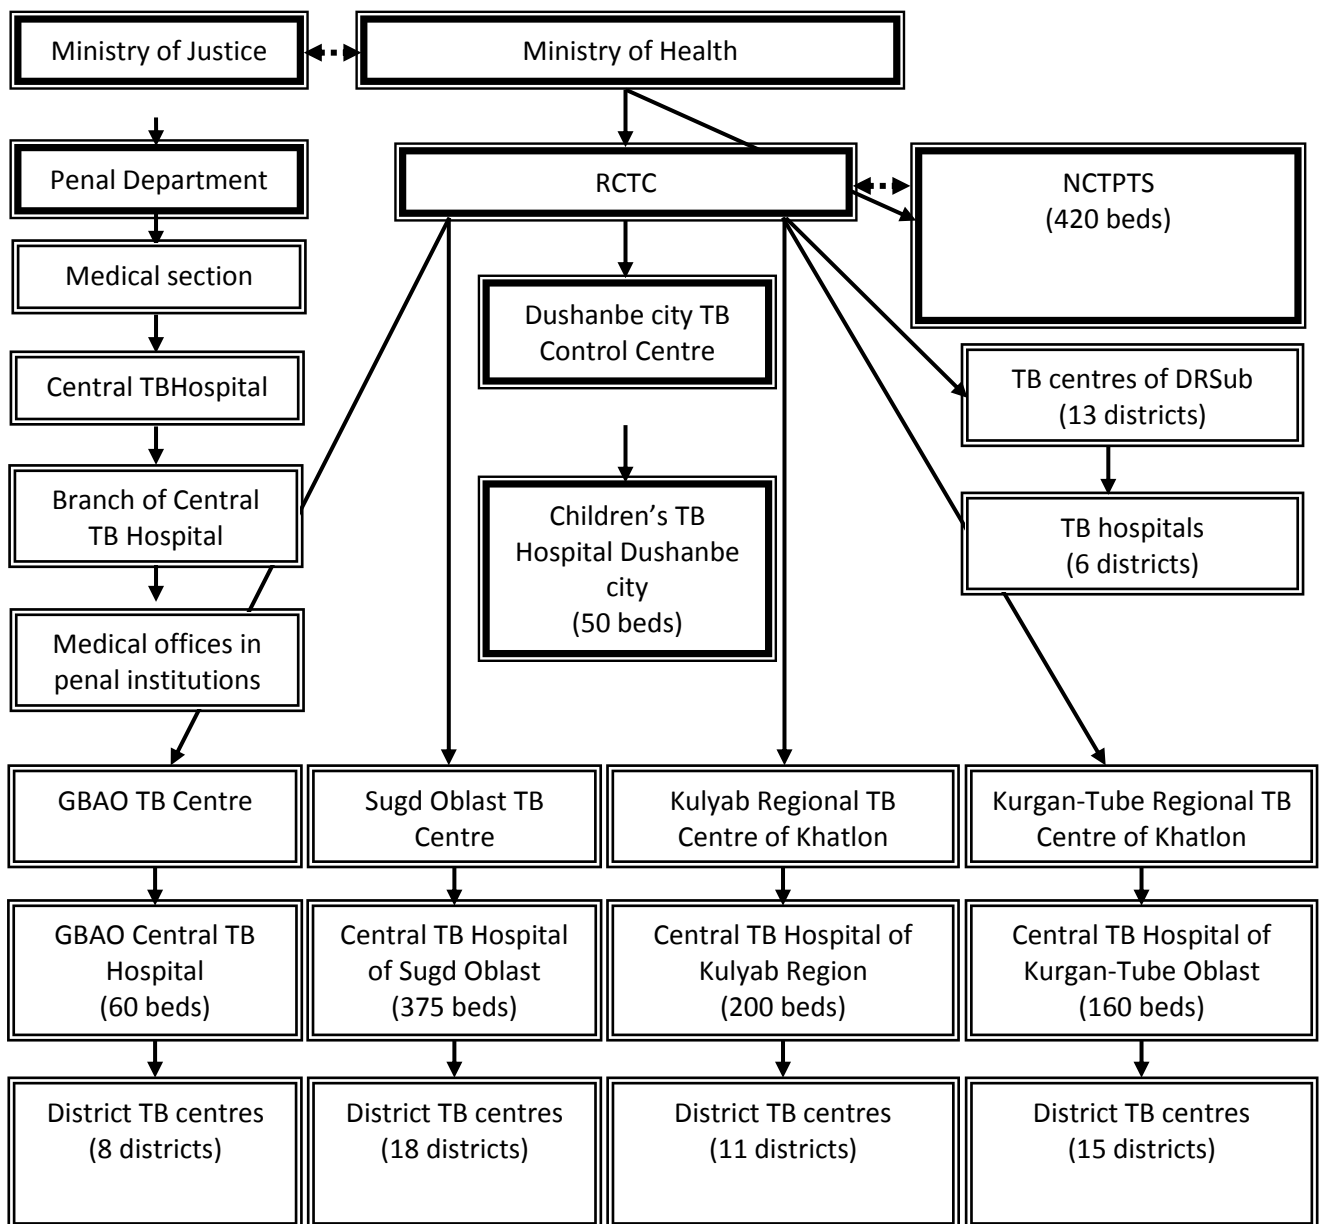 Ministry of Justice
Ministry of Health
Penal Department
RCTC
NCTPTS
(420 beds)
Medical section
Dushanbe city TB
Control Centre
Central TBHospital
TB centres of DRSub
(13 districts)
Branch of Central
TB Hospital
Children’s TB
Hospital Dushanbe
city
(50 beds)
TB hospitals
(6 districts)
Medical offices in
penal institutions
GBAO TB Centre
Sugd Oblast TB
Centre
Kulyab Regional TB
Centre of Khatlon
Kurgan-Tube Regional TB
Centre of Khatlon
GBAO Central TB
Hospital
(60 beds)
Central TB Hospital
of Sugd Oblast
(375 beds)
Central TB Hospital of
Kulyab Region
(200 beds)
Central TB Hospital of
Kurgan-Tube Oblast
(160 beds)
District TB centres
(8 districts)
District TB centres
(18 districts)
District TB centres
(11 districts)
District TB centres
(15 districts)